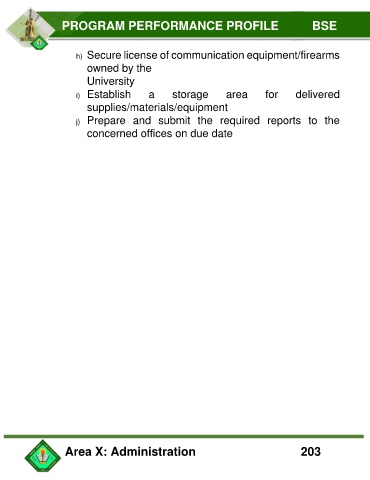 PROGRAM PERFORMANCE PROFILE BSE
h) Secure license of communication equipment/firearms
owned by the
University
i) Establish a storage area for delivered
supplies/materials/equipment
j) Prepare and submit the required reports to the
concerned offices on due date
Area X: Administration 203